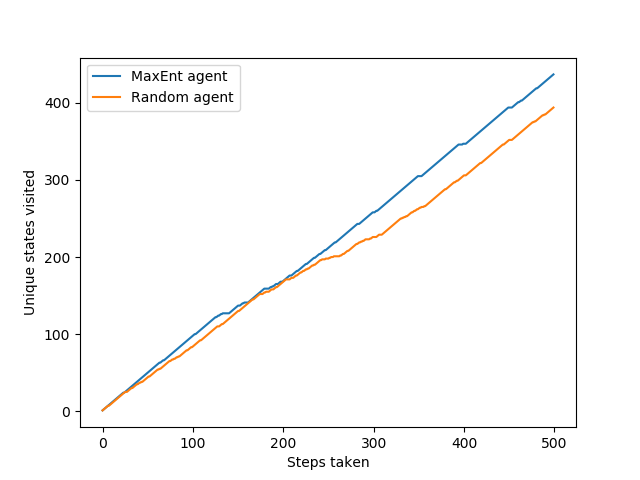 MaxEnt agent
Random agent
400
300
200
100
0
0 100 200 300 400 500
Unique states visited
Steps taken